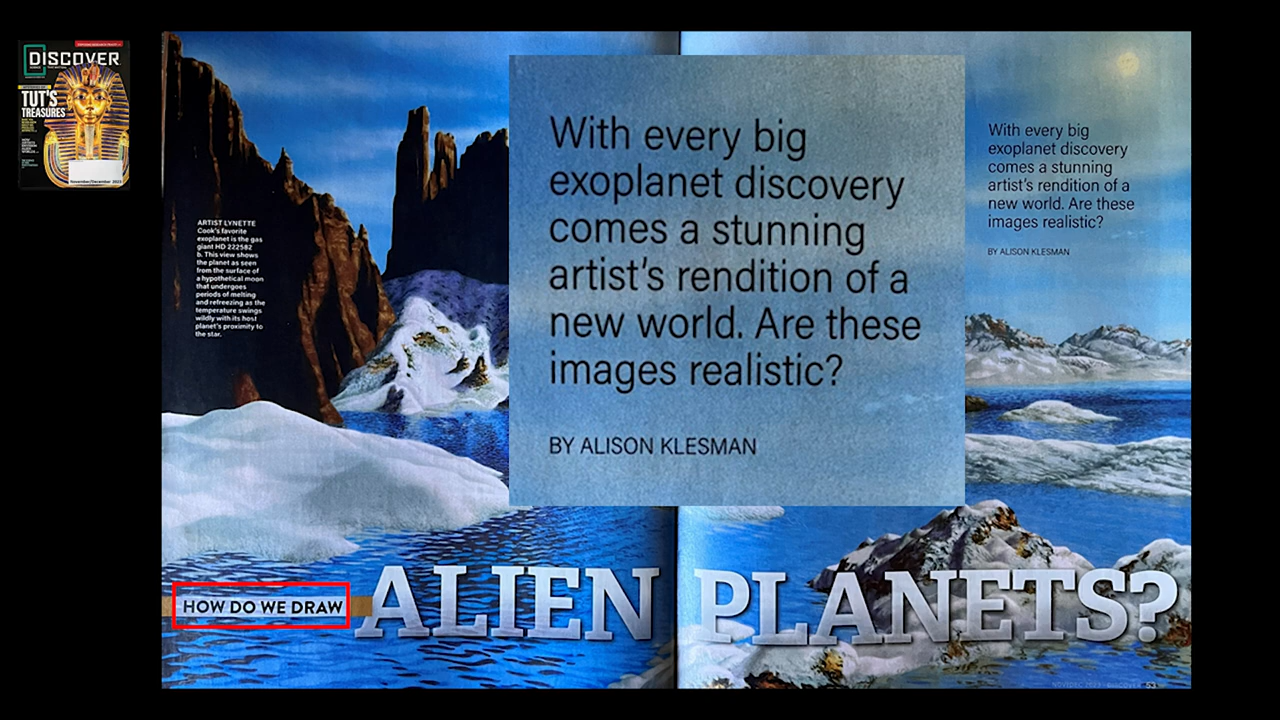 DISCOVER
TUT'S
TREASURES
November/December 2023
ARTIST LYNETTE
Cook's favorite
exoplanet is the gas
giant HD 222582
b. This view shows
the planet as seen
from the surface of
a hypothetical moon
that undergoes
periods of melting
and refreezing as the
temperature swings
wildly with its host
planet's proximity to
the star.
With every big
exoplanet discovery
comes a stunning
artist's rendition of a
new world. Are these
images realistic?
BY ALISON KLESMAN
With every big
exoplanet discovery
comes a stunning
artist's rendition of a
new world. Are these
images realistic?
BY ALISON KLESMAN
HOW DO WE DRAW ALIEN PLANETS?